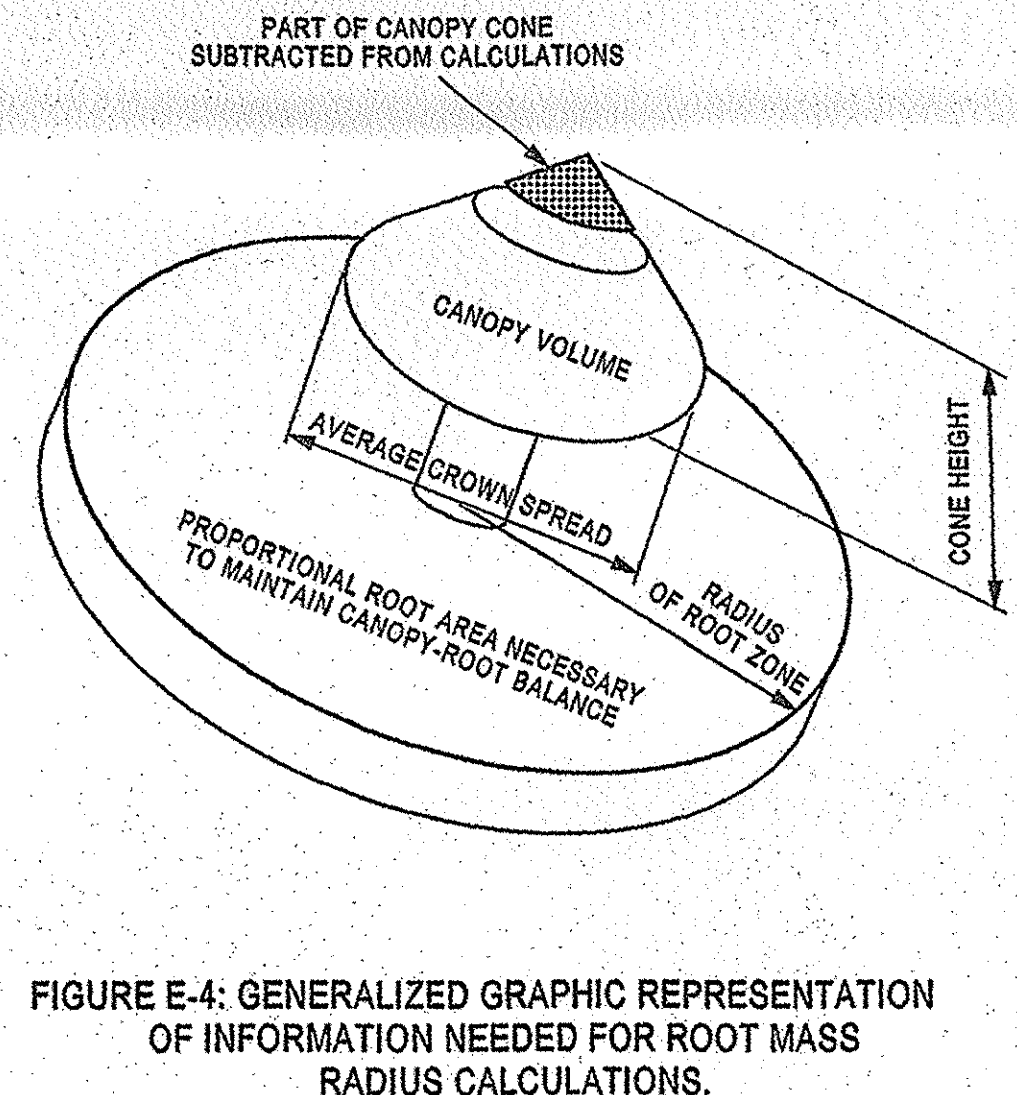 PART OF CANOPY CONE
SUBTRACTED FROM CALCULATIONS
CANOPY VOLUME
AVERAGE CROWN SPREAD
CONE HEIGHT
RADIUS
OF ROOT ZONE
PROPORTIONAL ROOT AREA NECESSARY
TO MAINTAIN CANOPY-ROOT BALANCE
FIGURE E-4: GENERALIZED GRAPHIC REPRESENTATION
OF INFORMATION NEEDED FOR ROOT MASS
RADIUS CALCULATIONS.